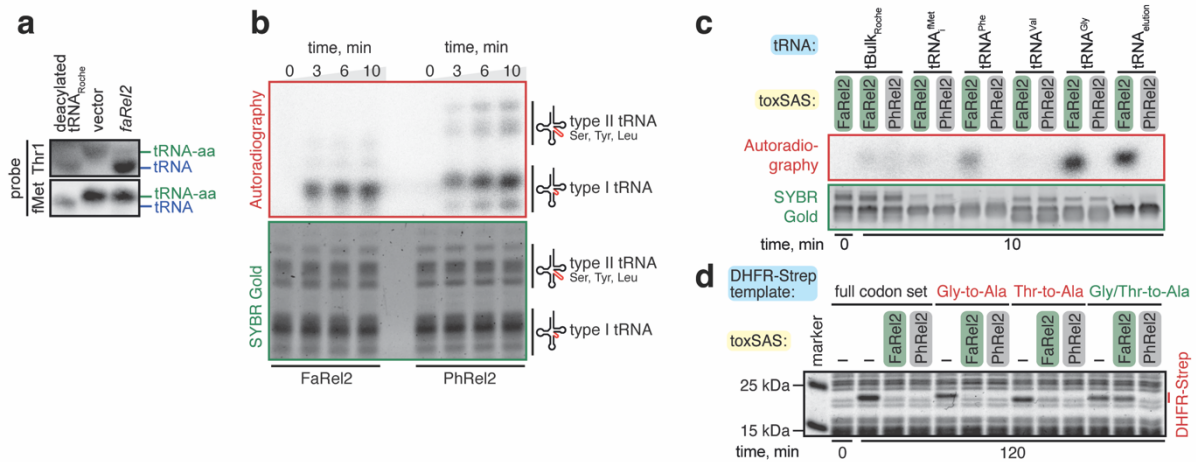 a
deacylated
tRNA Roche
vector
faRel2
probe
Thr1
fMet
tRNA-aa
tRNA
tRNA-aa
tRNA
b
time, min
time, min
0 3 6 10
0 3 6 10
Autoradiography
type II tRNA
Ser, Tyr, Leu
type I tRNA
SYBR Gold
type II tRNA
Ser, Tyr, Leu
type I tRNA
FaRel2
PhRel2
c
tRNA:
tBulkRoche
tRNAifMet
tRNAPhe
tRNAVal
tRNAGly
tRNAelution
toxSAS:
FaRel2 FaRel2 PhRel2 FaRel2 PhRel2 FaRel2 PhRel2 FaRel2 PhRel2 FaRel2 PhRel2 FaRel2 PhRel2
Autoradio-
graphy
SYBR
Gold
time, min
0
10
d
DHFR-Strep
template:
full codon set
Gly-to-Ala
Thr-to-Ala
Gly/Thr-to-Ala
toxSAS:
marker
– – FaRel2 PhRel2 – FaRel2 PhRel2 – FaRel2 PhRel2 – FaRel2 PhRel2
25 kDa
15 kDa
DHFR-Strep
time, min
0
120